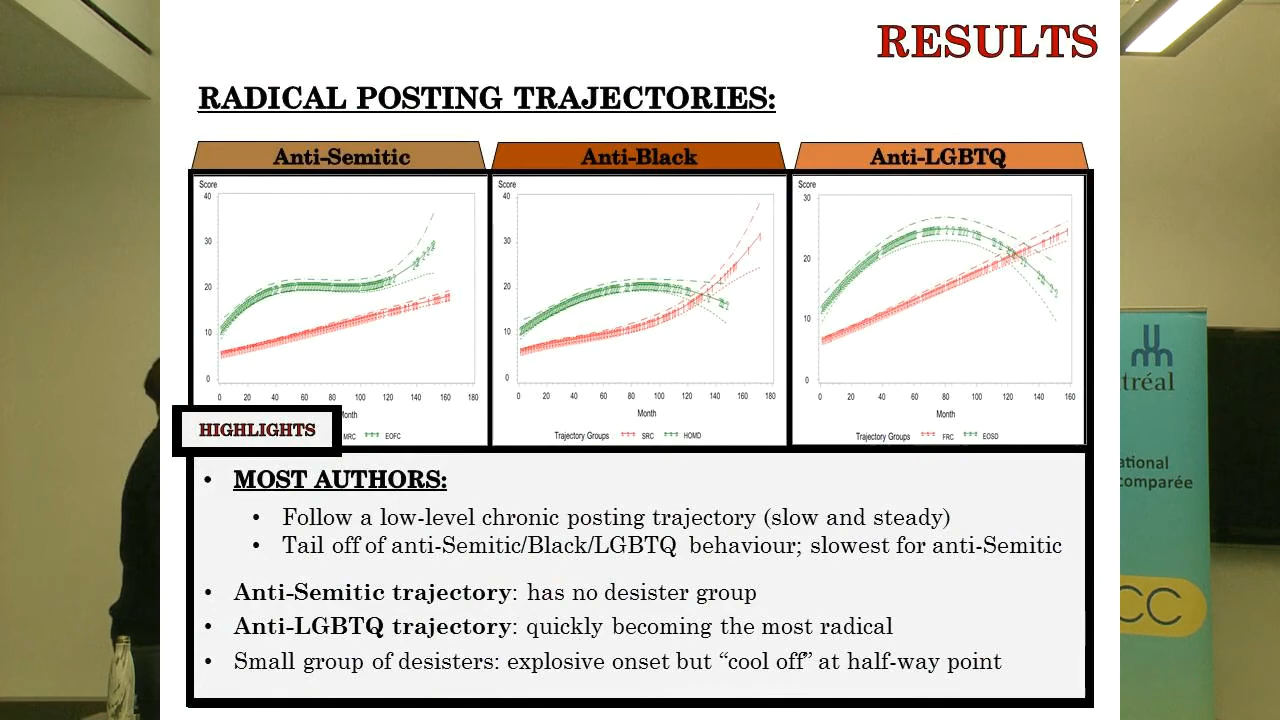 RESULTS
RADICAL POSTING TRAJECTORIES:
Anti-Semitic
Anti-Black
Anti-LGBTQ
Score
40
30
20
10
0
0 20 40 60 80 100 120 140 160 180
Month
MRC EOFC
Score
40
30
20
10
0
0 20 40 60 80 100 120 140 160 180
Month
Trajectory Groups SRC HOMD
Score
30
20
10
0
0 20 40 60 80 100 120 140 160
Month
Trajectory Groups FRC EOSD
HIGHLIGHTS
• MOST AUTHORS:
• Follow a low-level chronic posting trajectory (slow and steady)
• Tail off of anti-Semitic/Black/LGBTQ behaviour; slowest for anti-Semitic
• Anti-Semitic trajectory: has no desister group
• Anti-LGBTQ trajectory: quickly becoming the most radical
• Small group of desisters: explosive onset but “cool off” at half-way point
tréal
ational
comparée
CC